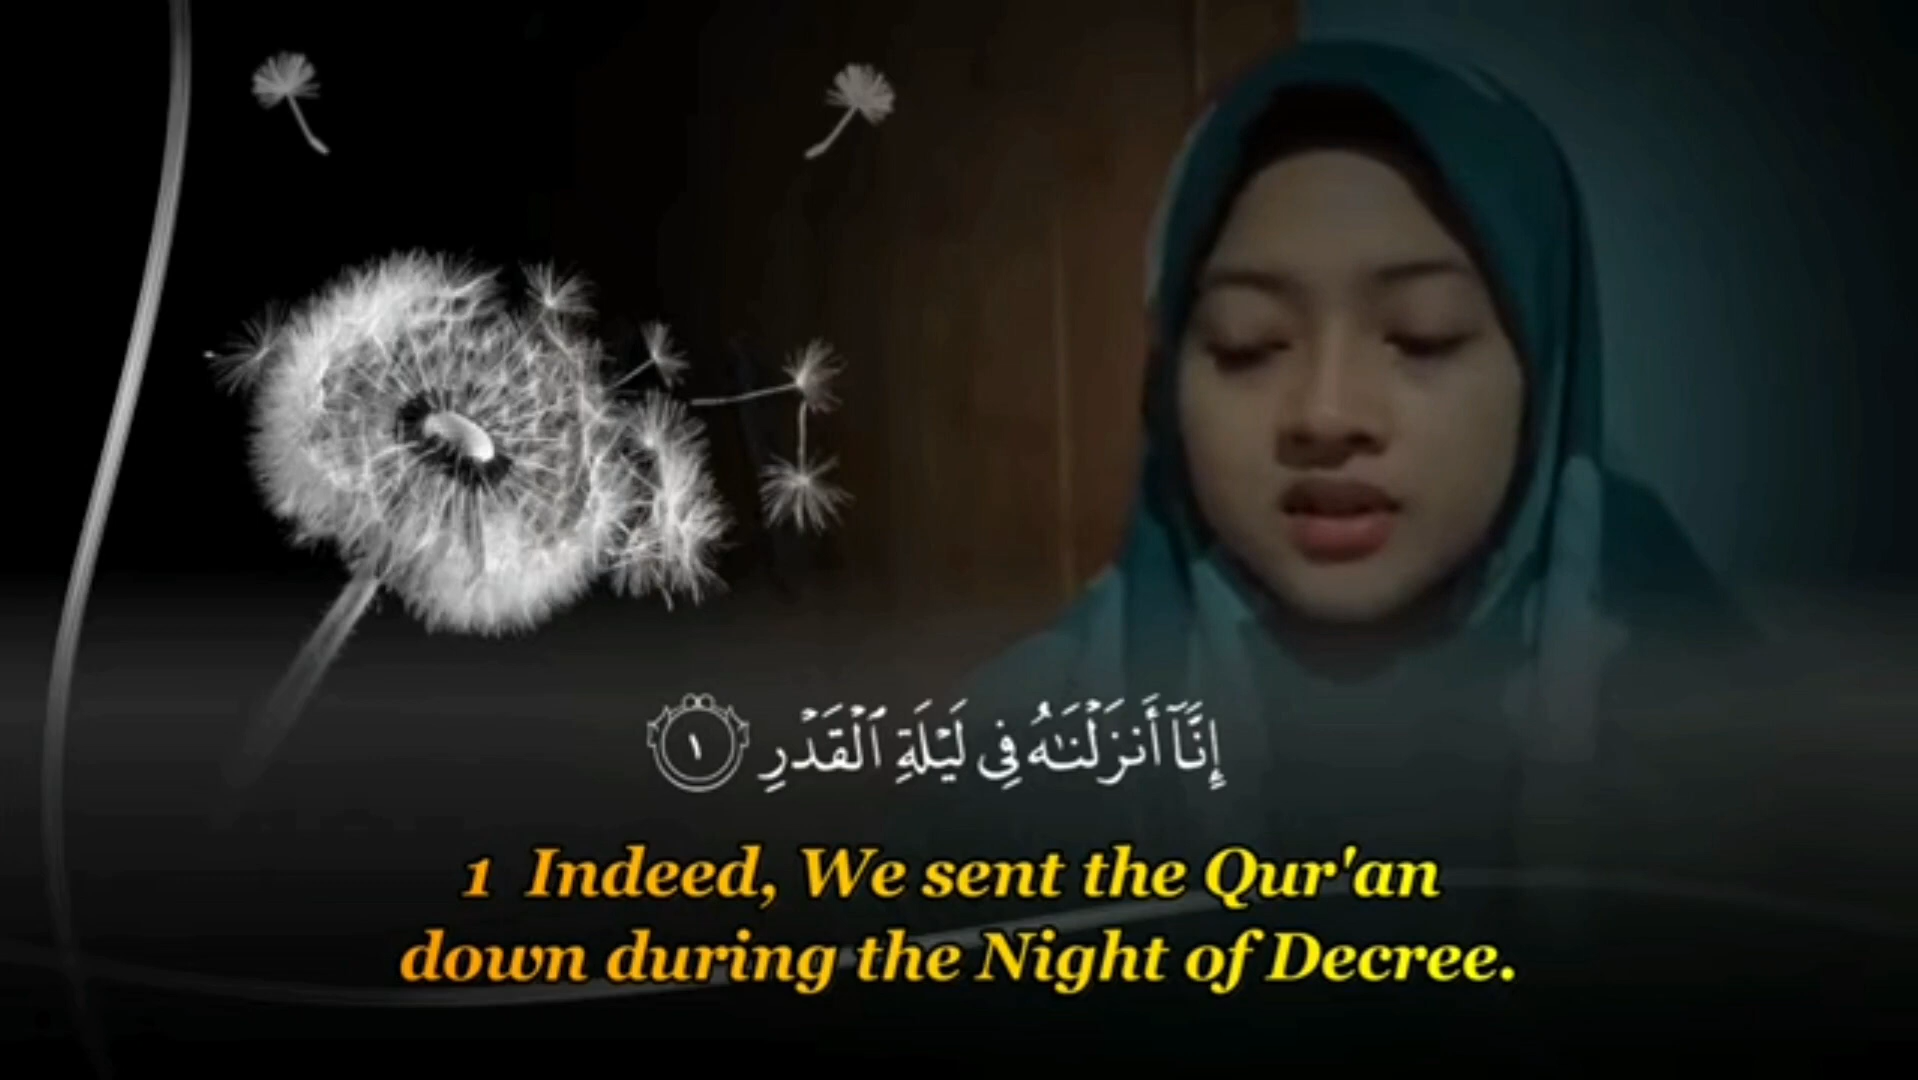 إِنَّآ أَنزَلْنَٰهُ فِى لَيْلَةِ ٱلْقَدْرِ ١
1 Indeed, We sent the Qur'an
down during the Night of Decree.